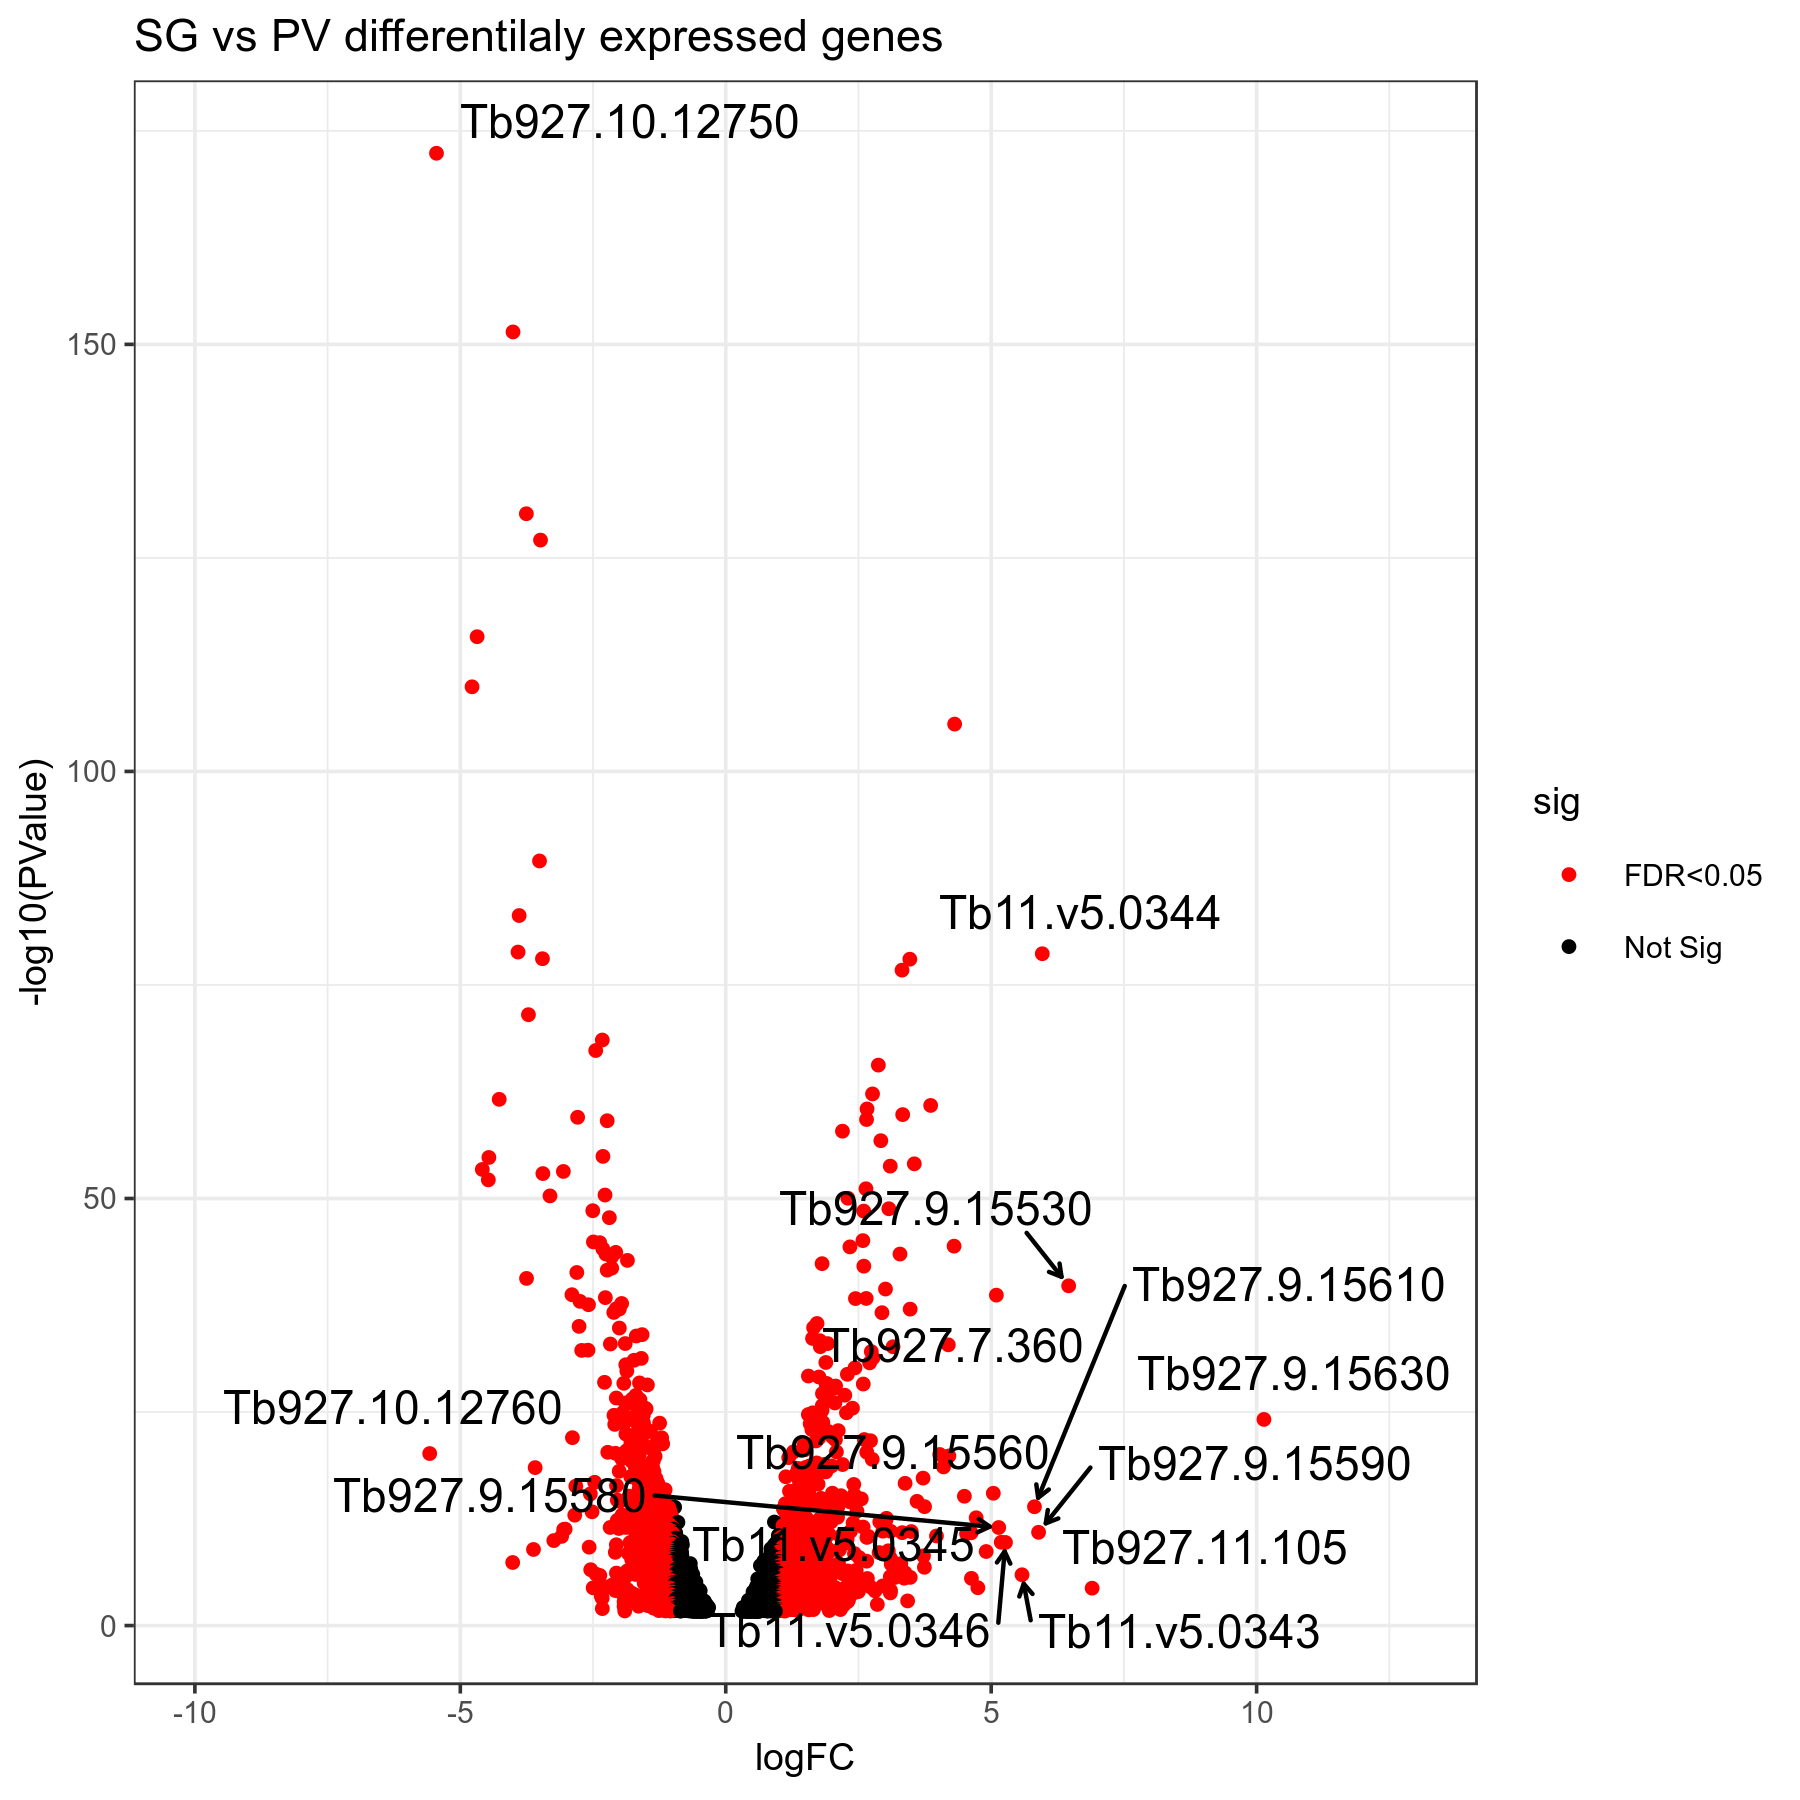 SG vs PV differentilaly expressed genes
Tb927.10.12750
150
100
Tb11.v5.0344
50
Tb927.9.15530
Tb927.9.15610
Tb927.7.360
Tb927.9.15630
Tb927.10.12760
Tb927.9.15560
Tb927.9.15590
Tb927.9.15580
Tb11.v5.0345
Tb927.11.105
0
Tb11.v5.0346
Tb11.v5.0343
-10
-5
0
5
10
logFC
-log10(PValue)
sig
FDR<0.05
Not Sig